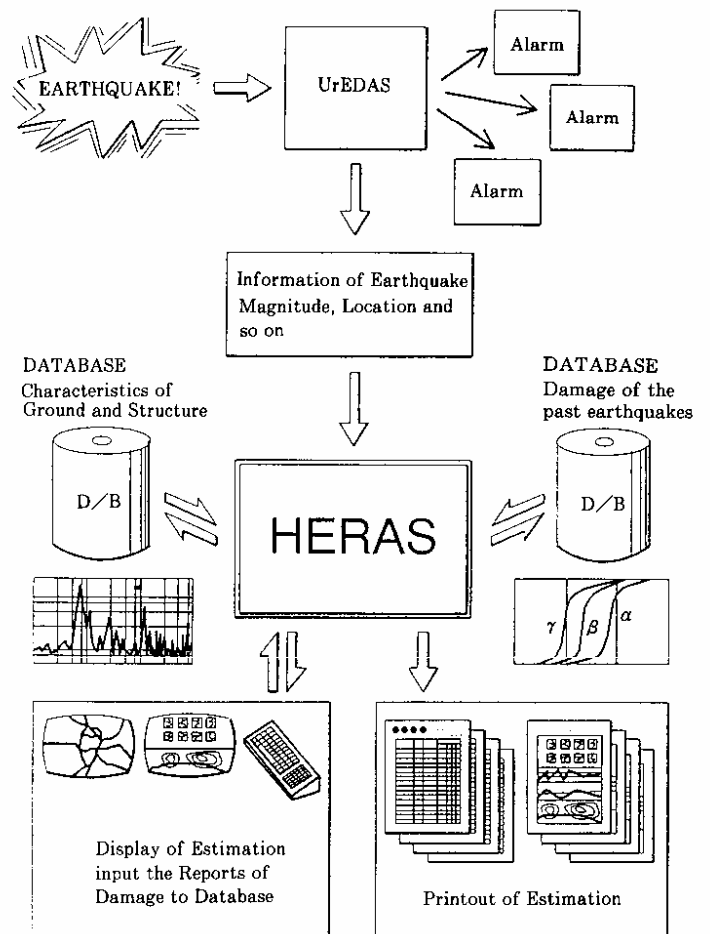 EARTHQUAKE!
UrEDAS
Alarm
Alarm
Alarm
Information of Earthquake
Magnitude, Location and
so on
DATABASE
Characteristics of
Ground and Structure
D/B
DATABASE
Damage of the
past earthquakes
D/B
HERAS
γ β α
Display of Estimation
input the Reports of
Damage to Database
Printout of Estimation